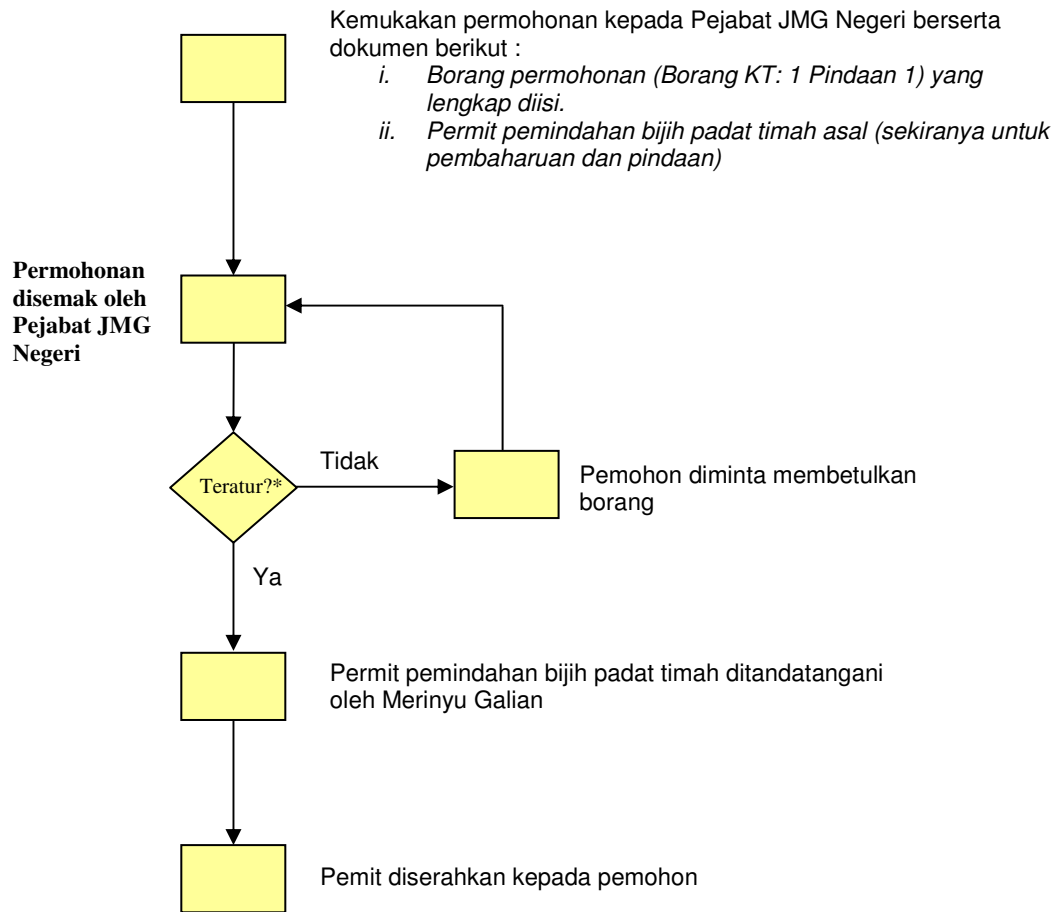 Kemukakan permohonan kepada Pejabat JMG Negeri berserta
dokumen berikut :
i. Borang permohonan (Borang KT: 1 Pindaan 1) yang
lengkap diisi.
ii. Permit pemindahan bijih padat timah asal (sekiranya untuk
pembaharuan dan pindaan)
Permohonan
disemak oleh
Pejabat JMG
Negeri
Teratur?*
Tidak
Pemohon diminta membetulkan
borang
Ya
Permit pemindahan bijih padat timah ditandatangani
oleh Merinyu Galian
Pemit diserahkan kepada pemohon